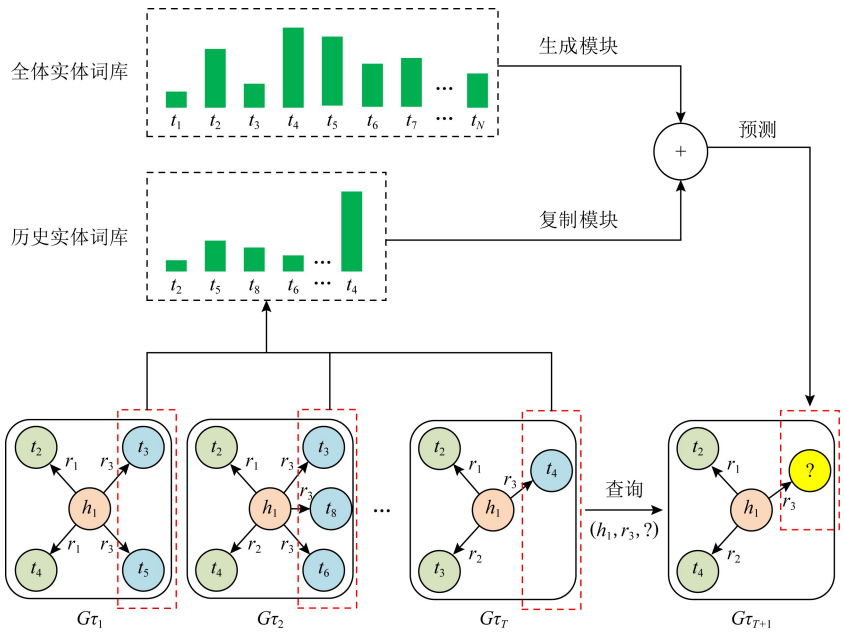 全体实体词库
t₁ t₂ t₃ t₄ t₅ t₆ t₇ ... t_N
...
生成模块
+
预测
历史实体词库
t₂ t₅ t₈ t₆ ... t₄
...
复制模块
t₂ t₃
r₁ r₃
h₁
r₁ r₃
t₄ t₅
Gτ₁
t₂ t₃
r₁ r₃
h₁ r₃ t₈
r₂ r₃
t₄ t₆
Gτ₂
...
t₂ t₄
r₁ r₃
h₁
r₂
t₃
Gτ_T
查询
(h₁, r₃, ?)
t₂ ?
r₁ r₃
h₁
r₂
t₄
Gτ_{T+1}